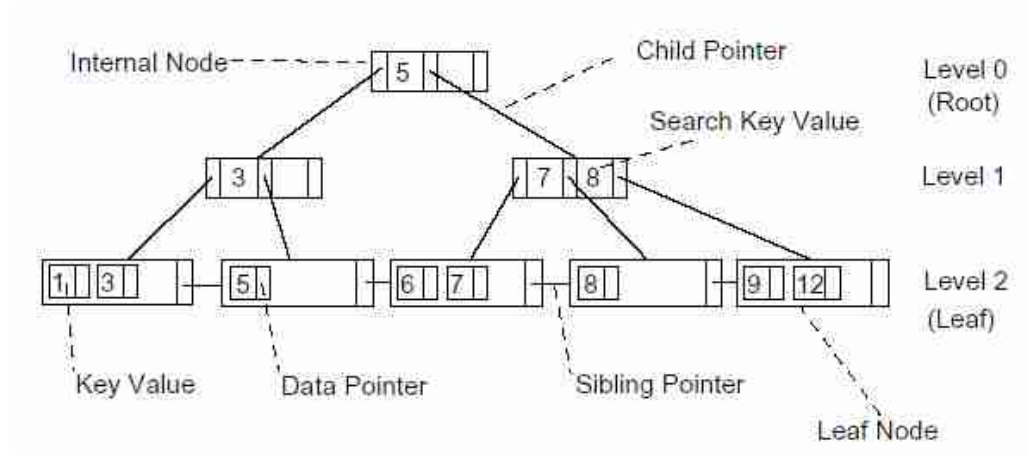 Internal Node
5
Child Pointer
Level 0
(Root)
Search Key Value
3
7 8
Level 1
1 3 5 6 7 8 9 12
Level 2
(Leaf)
Key Value
Data Pointer
Sibling Pointer
Leaf Node